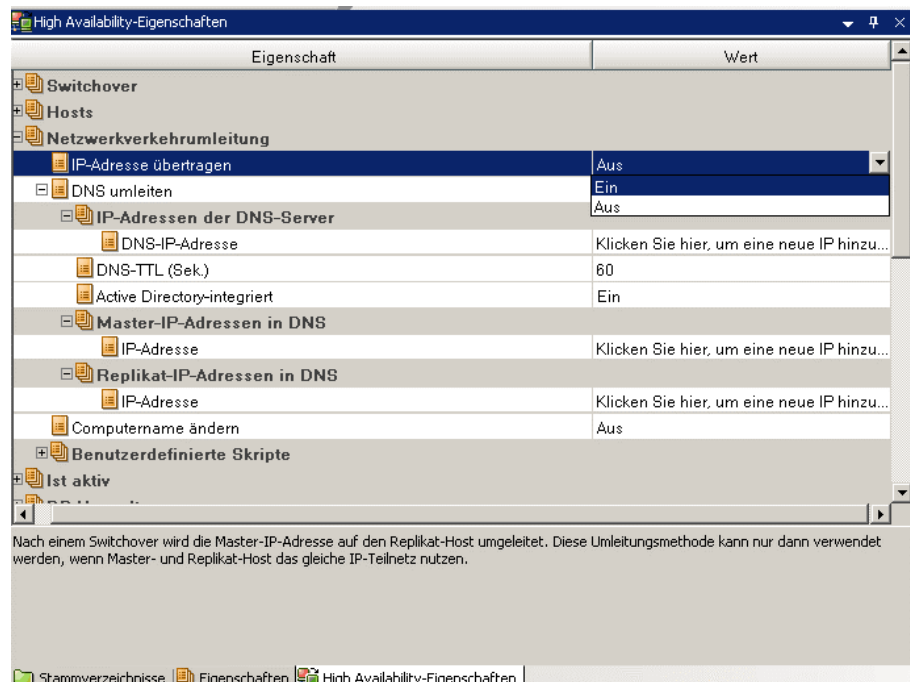 High Availability-Eigenschaften
Eigenschaft Wert
Switchover
Hosts
Netzwerkverkehrumleitung
IP-Adresse übertragen Aus
Ein
DNS umleiten
Aus
IP-Adressen der DNS-Server
DNS-IP-Adresse Klicken Sie hier, um eine neue IP hinzu...
DNS-TTL (Sek.) 60
Active Directory-integriert Ein
Master-IP-Adressen in DNS
IP-Adresse Klicken Sie hier, um eine neue IP hinzu...
Replikat-IP-Adressen in DNS
IP-Adresse Klicken Sie hier, um eine neue IP hinzu...
Computername ändern Aus
Benutzerdefinierte Skripte
Ist aktiv
Nach einem Switchover wird die Master-IP-Adresse auf den Replikat-Host umgeleitet. Diese Umleitungsmethode kann nur dann verwendet
werden, wenn Master- und Replikat-Host das gleiche IP-Teilnetz nutzen.
Stammverzeichnisse Eigenschaften High Availability-Eigenschaften